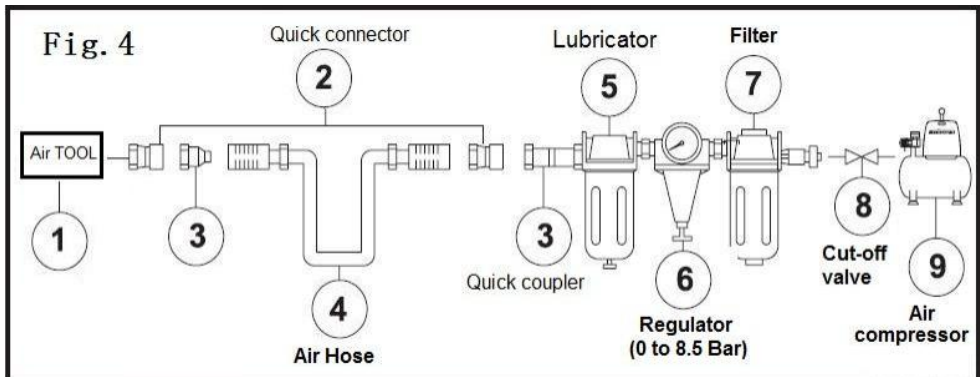 Fig. 4
Quick connector
2
Lubricator
5
Filter
7
Air TOOL
1
3
4
Air Hose
3
Quick coupler
6
Regulator
(0 to 8.5 Bar)
8
Cut-off
valve
9
Air
compressor